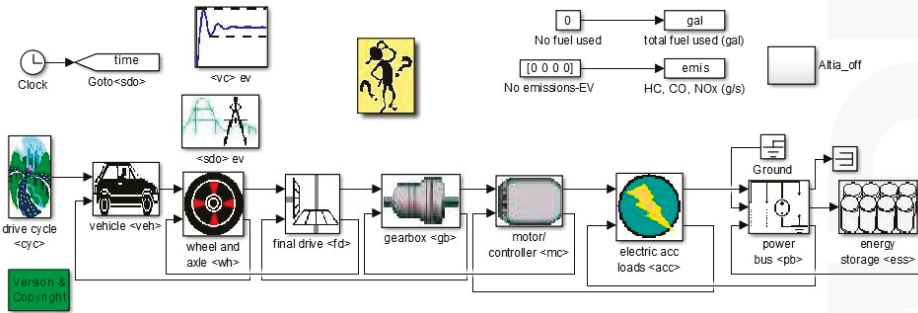 0
gal
No fuel used
total fuel used (gal)
time
Clock
Goto<sdo>
<vc> ev
[0 0 0 0]
emis
No emissions-EV
HC, CO, NOx (g/s)
Altia_off
?
?
<sdo> ev
Ground
drive cycle
<cyc>
vehicle <veh>
wheel and
axle <wh>
final drive <fd>
gearbox <gb>
motor/
controller <mc>
electric acc
loads <acc>
power
bus <pb>
energy
storage <ess>
Version &
Copyright